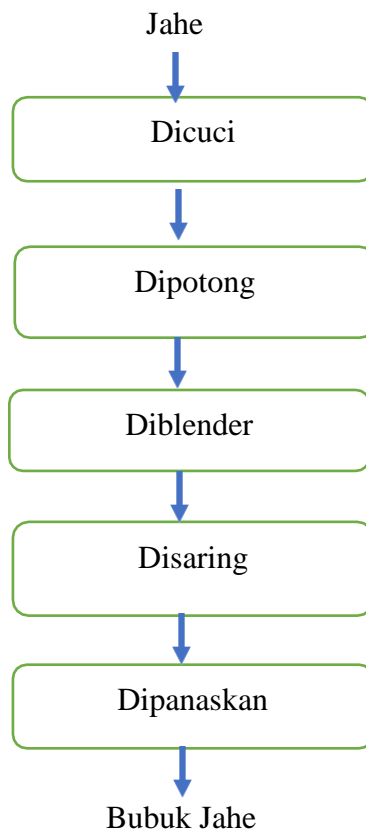 Jahe
Dicuci
Dipotong
Diblender
Disaring
Dipanaskan
Bubuk Jahe